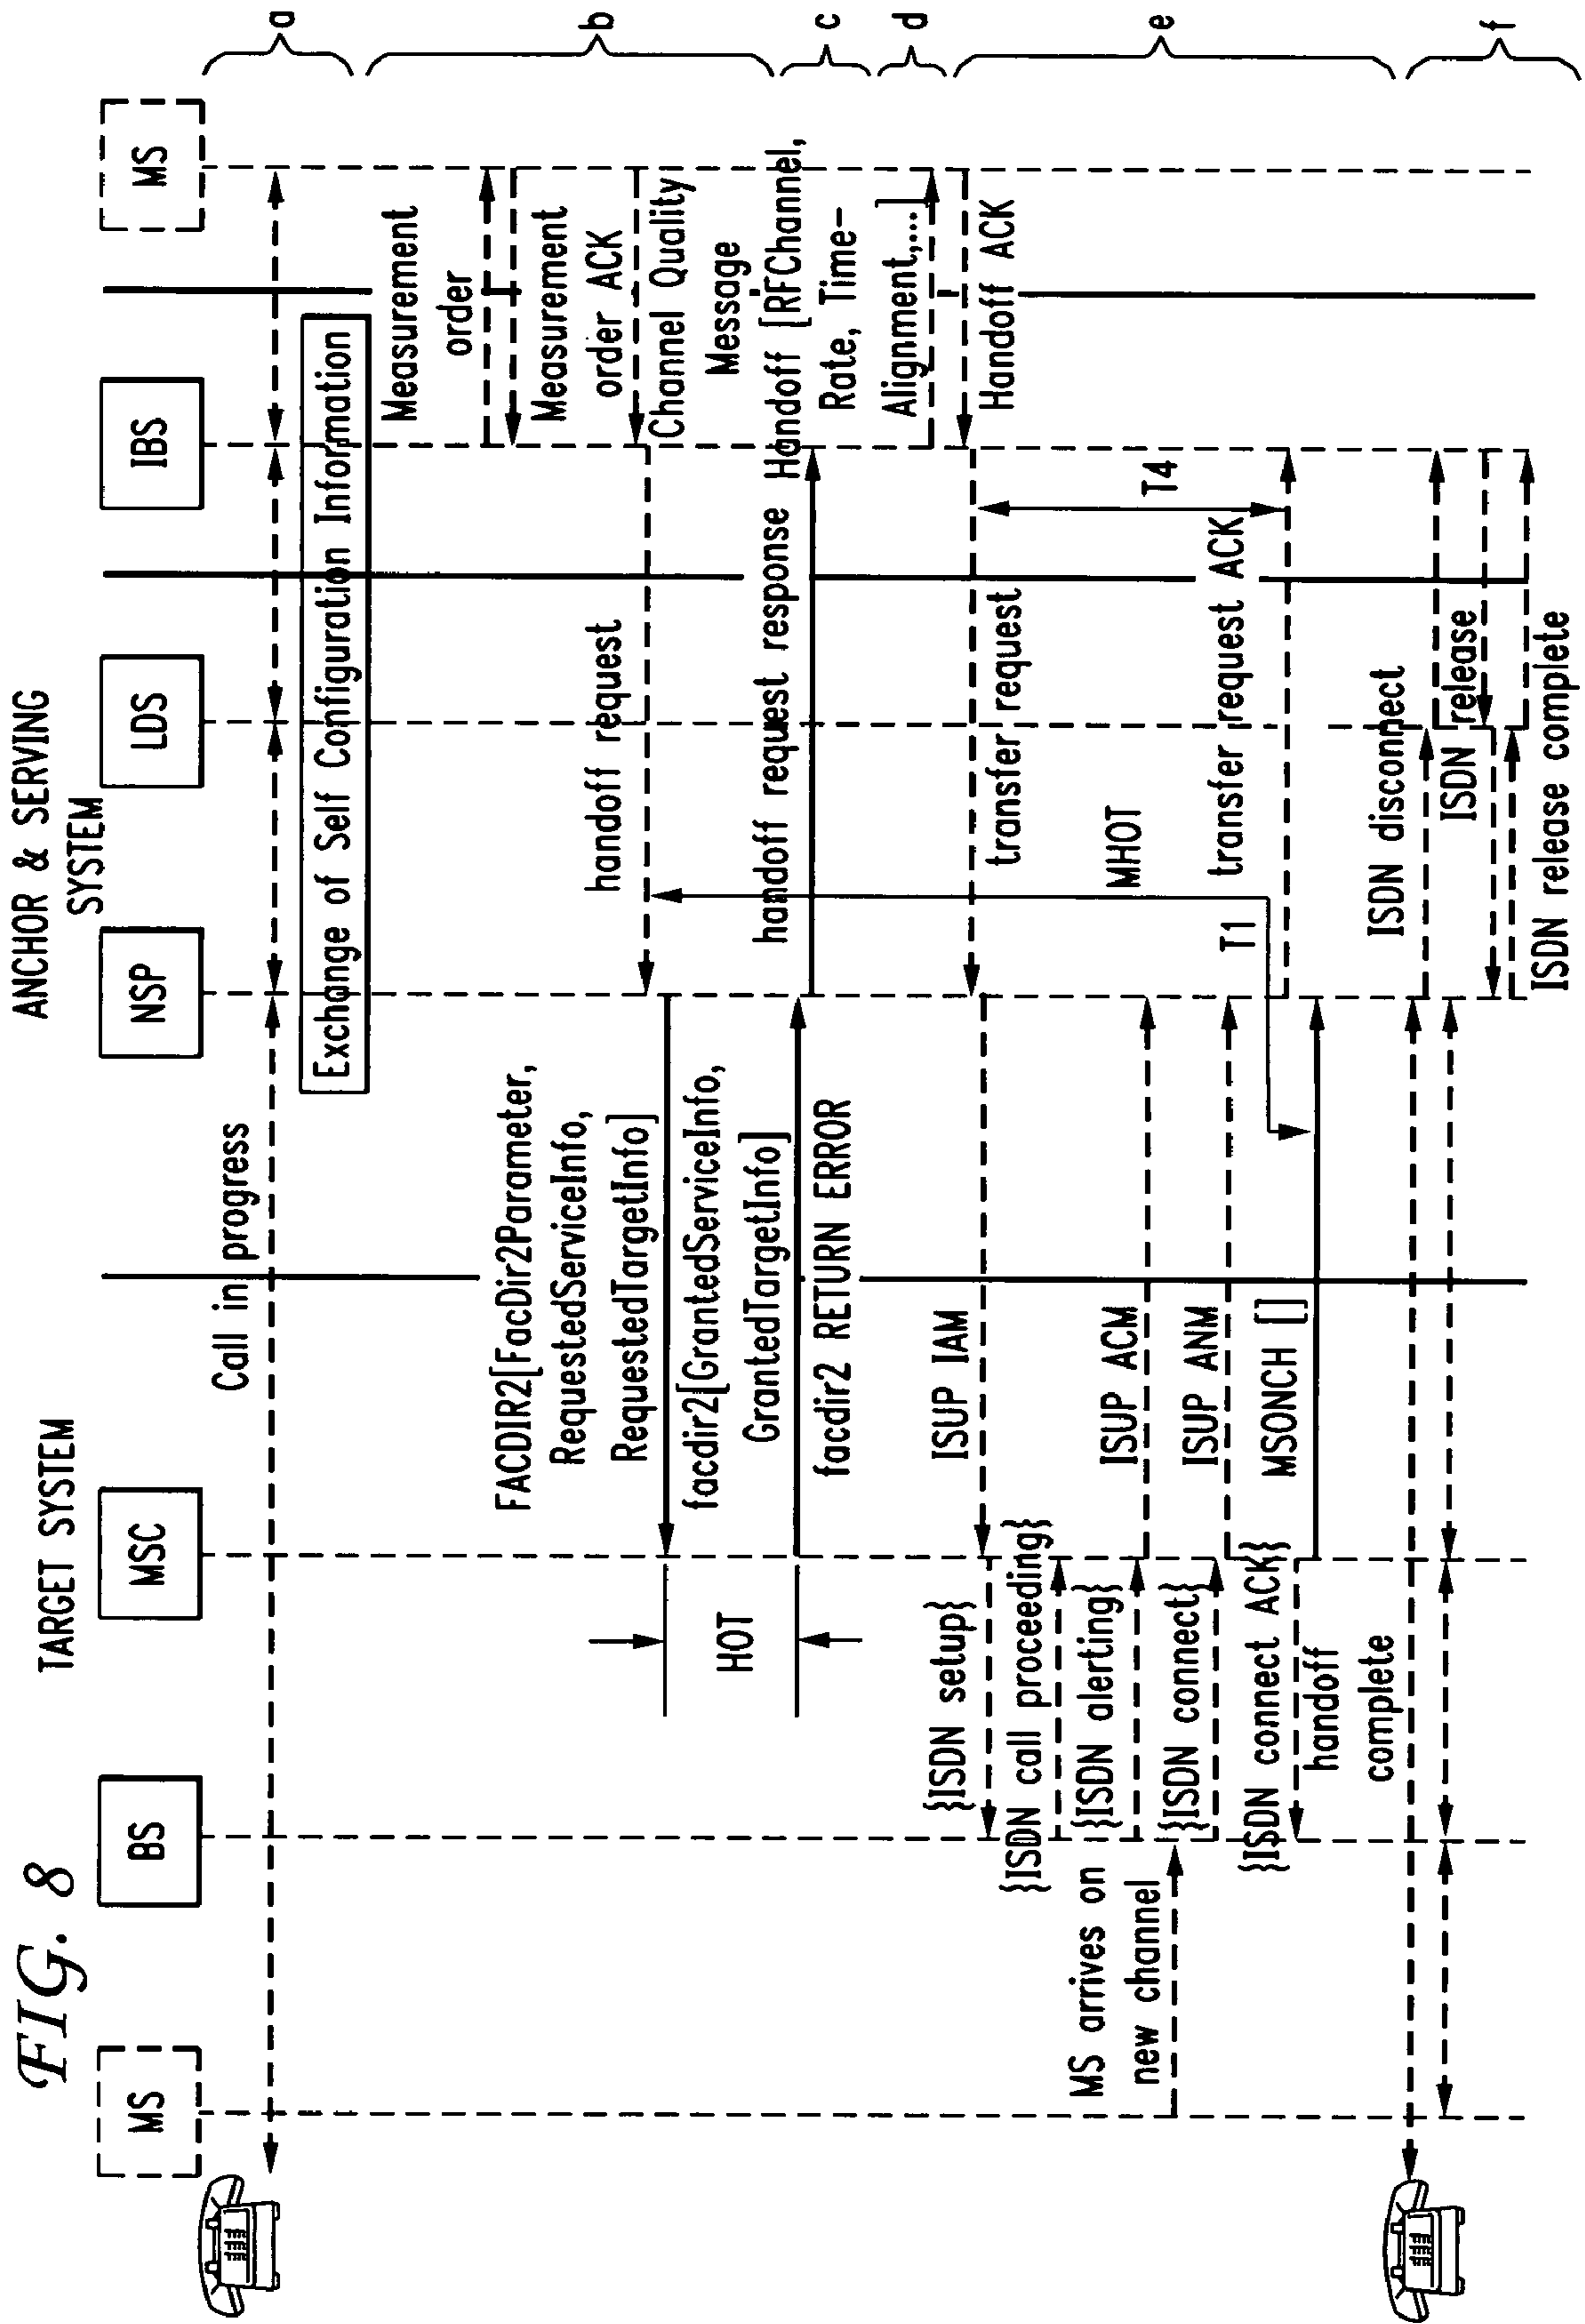 FIG. 8
TARGET SYSTEM
ANCHOR & SERVING
SYSTEM
MS
BS
MSC
NSP
LDS
IBS
MS
Call in progress
a
Exchange of Self Configuration Information
Measurement
order
Measurement
order ACK
Channel Quality
Message
b
handoff request
FACDIR2[FacDir2Parameter,
RequestedServiceInfo,
RequestedTargetInfo]
HOT
facdir2[GrantedServiceInfo,
GrantedTargetInfo]
facdir2 RETURN ERROR
handoff request response
c
Handoff [RFChannel,
Rate, Time-
Alignment,...]
d
Handoff ACK
transfer request
ISUP IAM
{ISDN setup}
{ISDN call proceeding}
{ISDN alerting}
ISUP ACM
MS arrives on
new channel
{ISDN connect}
ISUP ANM
MHOT
T4
e
T1
transfer request ACK
{ISDN connect ACK}
MSONCH []
handoff
complete
ISDN disconnect
ISDN release
ISDN release complete
f